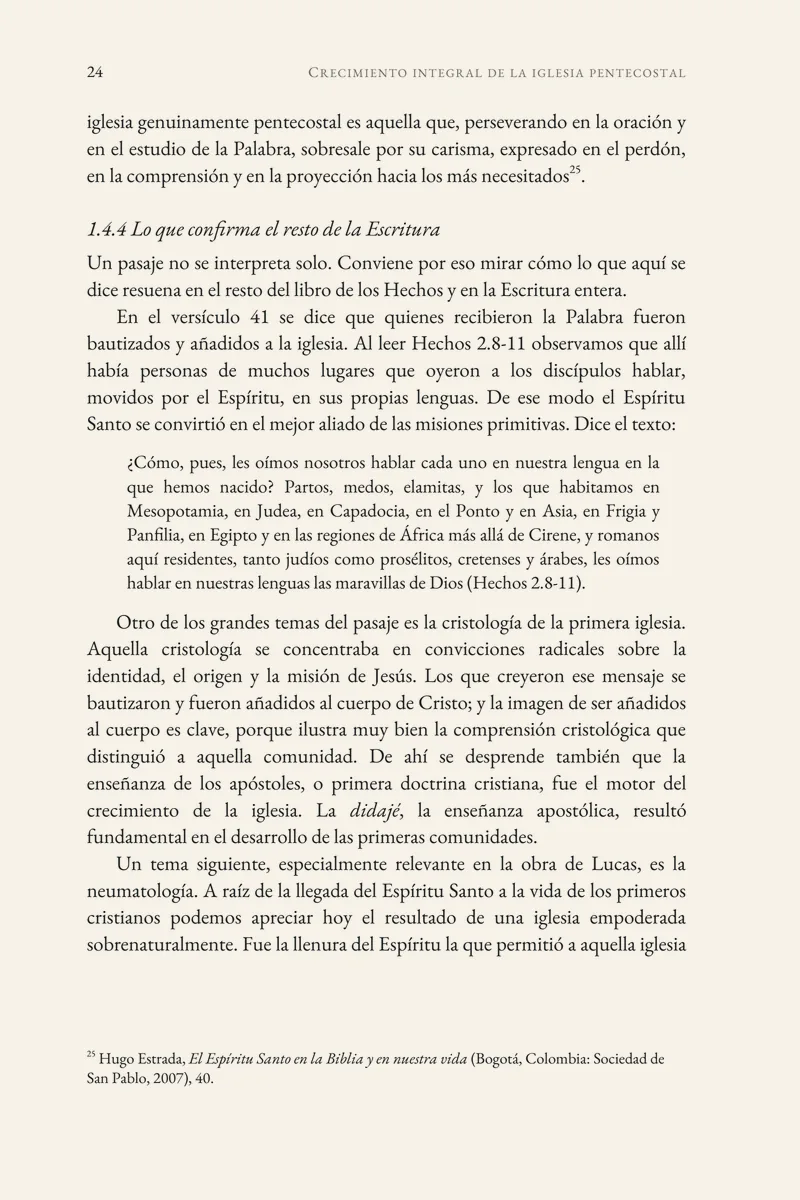 24
CRECIMIENTO INTEGRAL DE LA IGLESIA PENTECOSTAL
iglesia genuinamente pentecostal es aquella que, perseverando en la oración y
en el estudio de la Palabra, sobresale por su carisma, expresado en el perdón,
en la comprensión y en la proyección hacia los más necesitados25.
1.4.4 Lo que confirma el resto de la Escritura
Un pasaje no se interpreta solo. Conviene por eso mirar cómo lo que aquí se
dice resuena en el resto del libro de los Hechos y en la Escritura entera.
En el versículo 41 se dice que quienes recibieron la Palabra fueron
bautizados y añadidos a la iglesia. Al leer Hechos 2.8-11 observamos que allí
había personas de muchos lugares que oyeron a los discípulos hablar,
movidos por el Espíritu, en sus propias lenguas. De ese modo el Espíritu
Santo se convirtió en el mejor aliado de las misiones primitivas. Dice el texto:
¿Cómo, pues, les oímos nosotros hablar cada uno en nuestra lengua en la
que hemos nacido? Partos, medos, elamitas, y los que habitamos en
Mesopotamia, en Judea, en Capadocia, en el Ponto y en Asia, en Frigia y
Panfilia, en Egipto y en las regiones de África más allá de Cirene, y romanos
aquí residentes, tanto judíos como prosélitos, cretenses y árabes, les oímos
hablar en nuestras lenguas las maravillas de Dios (Hechos 2.8-11).
Otro de los grandes temas del pasaje es la cristología de la primera iglesia.
Aquella cristología se concentraba en convicciones radicales sobre la
identidad, el origen y la misión de Jesús. Los que creyeron ese mensaje se
bautizaron y fueron añadidos al cuerpo de Cristo; y la imagen de ser añadidos
al cuerpo es clave, porque ilustra muy bien la comprensión cristológica que
distinguió a aquella comunidad. De ahí se desprende también que la
enseñanza de los apóstoles, o primera doctrina cristiana, fue el motor del
crecimiento de la iglesia. La didajé, la enseñanza apostólica, resultó
fundamental en el desarrollo de las primeras comunidades.
Un tema siguiente, especialmente relevante en la obra de Lucas, es la
neumatología. A raíz de la llegada del Espíritu Santo a la vida de los primeros
cristianos podemos apreciar hoy el resultado de una iglesia empoderada
sobrenaturalmente. Fue la llenura del Espíritu la que permitió a aquella iglesia
25 Hugo Estrada, El Espíritu Santo en la Biblia y en nuestra vida (Bogotá, Colombia: Sociedad de
San Pablo, 2007), 40.